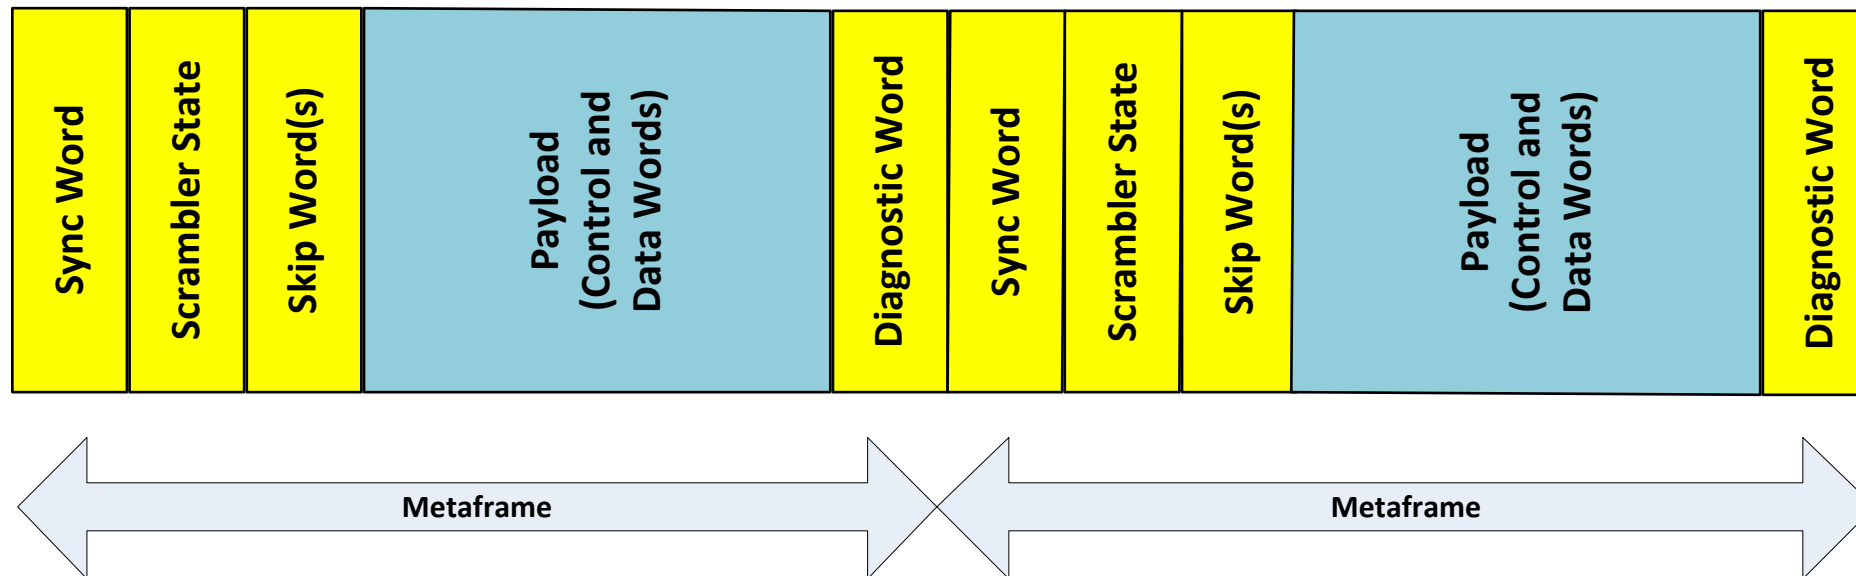 Sync Word
Scrambler State
Skip Word(s)
Payload
(Control and
Data Words)
Diagnostic Word
Sync Word
Scrambler State
Skip Word(s)
Payload
(Control and
Data Words)
Diagnostic Word
Metaframe
Metaframe